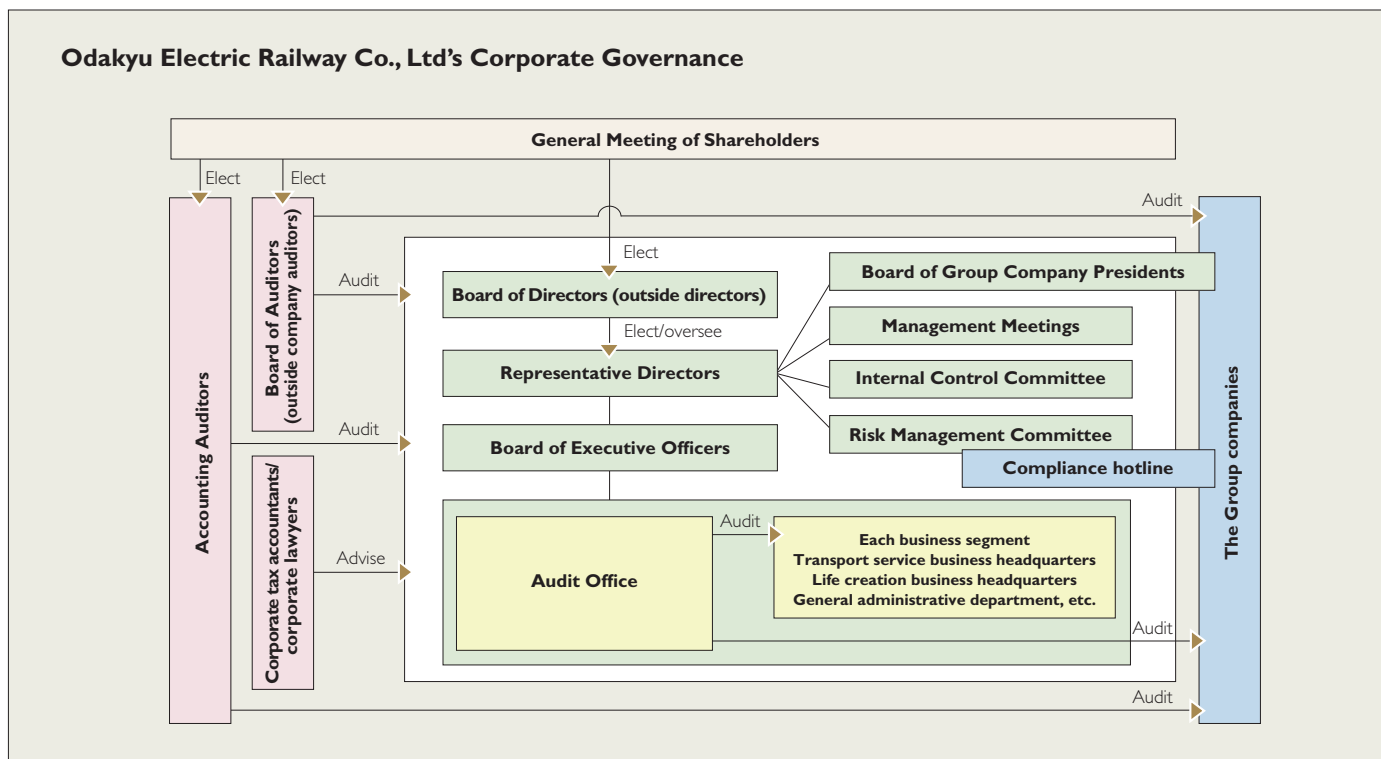 Odakyu Electric Railway Co., Ltd's Corporate Governance
General Meeting of Shareholders
Elect
Elect
Audit
Accounting Auditors
Board of Auditors
(outside company auditors)
Audit
Elect
Board of Directors (outside directors)
Elect/oversee
Representative Directors
Board of Group Company Presidents
Management Meetings
Internal Control Committee
Risk Management Committee
Compliance hotline
The Group companies
Audit
Board of Executive Officers
Corporate tax accountants/
corporate lawyers
Advise
Audit Office
Audit
Each business segment
Transport service business headquarters
Life creation business headquarters
General administrative department, etc.
Audit
Audit